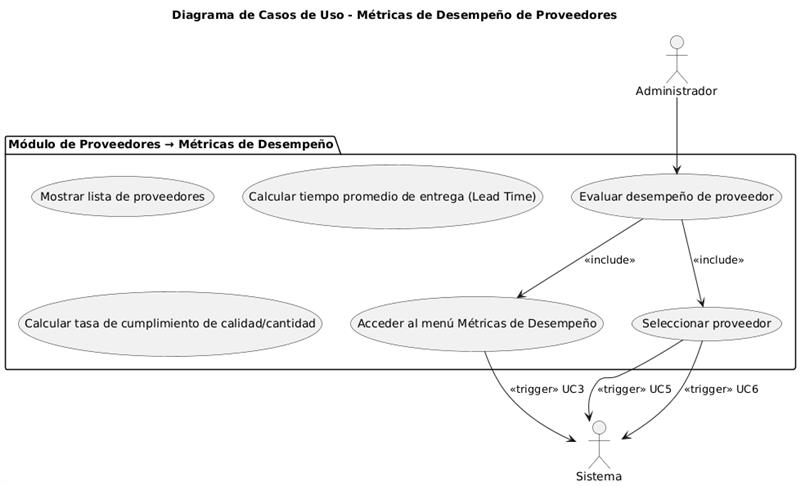 Diagrama de Casos de Uso - Métricas de Desempeño de Proveedores
Administrador
Módulo de Proveedores → Métricas de Desempeño
Mostrar lista de proveedores
Calcular tiempo promedio de entrega (Lead Time)
Evaluar desempeño de proveedor
«include»
«include»
Calcular tasa de cumplimiento de calidad/cantidad
Acceder al menú Métricas de Desempeño
Seleccionar proveedor
«trigger» UC3
«trigger» UC5
«trigger» UC6
Sistema